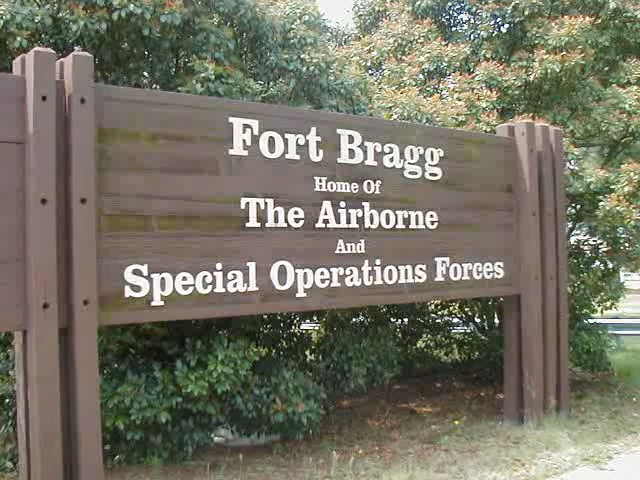 Fort Bragg
Home Of
The Airborne
And
Special Operations Forces